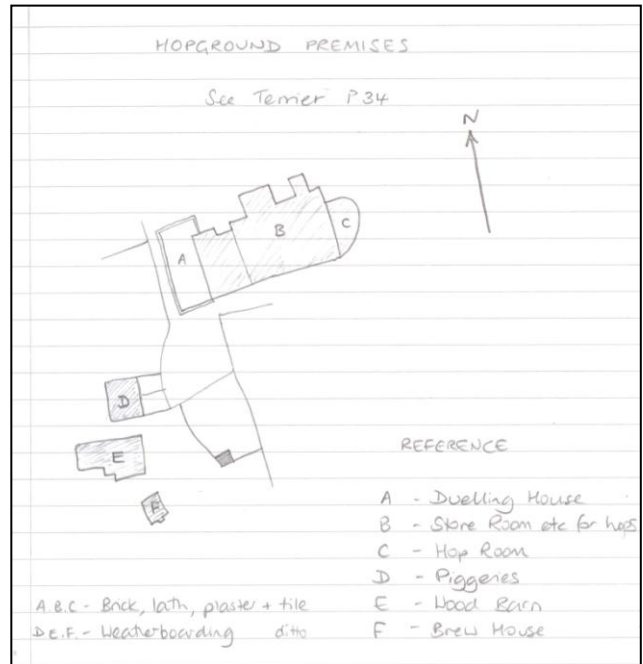 HOPGROUND PREMISES
See Terrier P 34
N
A
B
C
D
E
F
REFERENCE
A - Dwelling House
B - Store Room etc for hops
C - Hop Room
D - Piggeries
E - Wood Barn
F - Brew House
A.B.C - Brick, lath, plaster + tile
D E.F. - Weatherboarding ditto